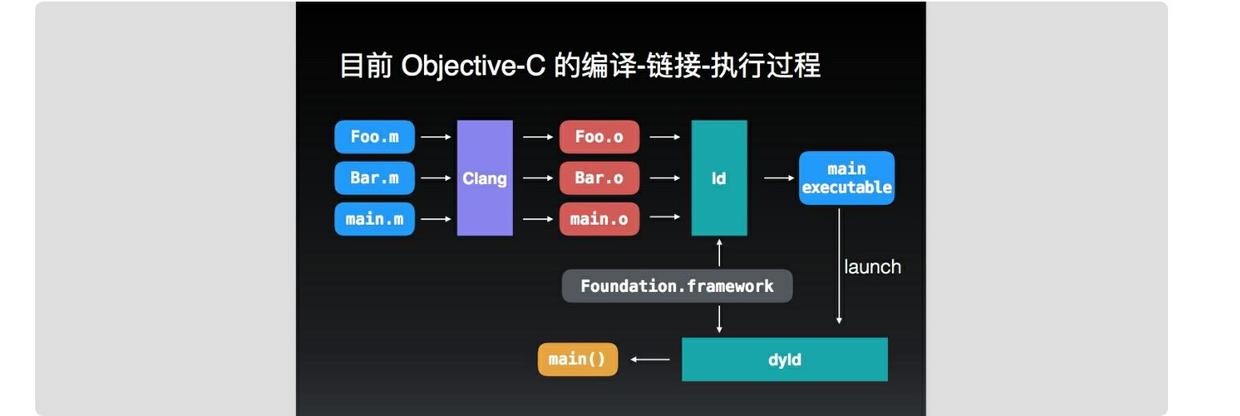 目前 Objective-C 的编译-链接-执行过程
Foo.m
Foo.o
Bar.m
Clang
Bar.o
ld
main
executable
main.m
main.o
launch
Foundation.framework
main()
dyld